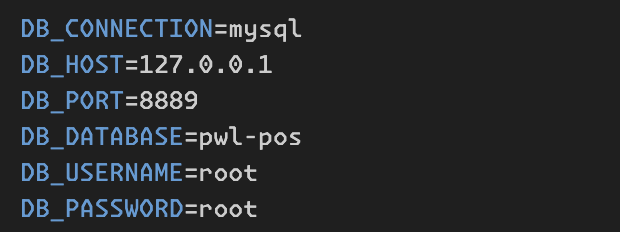 DB_CONNECTION=mysql
DB_HOST=127.0.0.1
DB_PORT=8889
DB_DATABASE=pwl-pos
DB_USERNAME=root
DB_PASSWORD=root